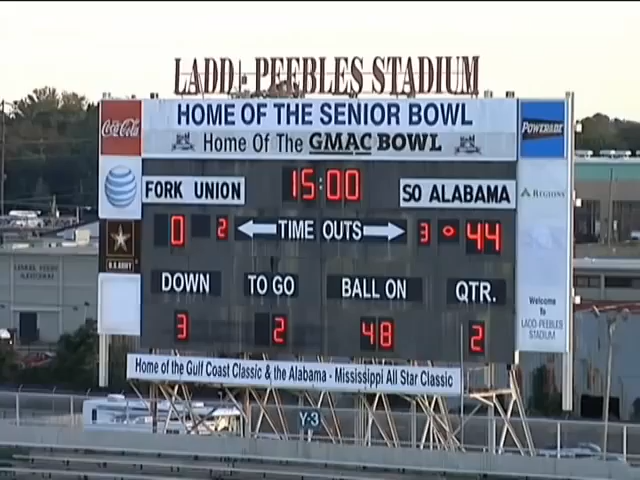 LADD - PEEBLES STADIUM
HOME OF THE SENIOR BOWL
Home Of The GMAC BOWL
Coca-Cola
POWERADE
AT&T
FORK UNION 15:00 SO ALABAMA
REGIONS
0 2 TIME OUTS 3 44
U.S. ARMY
DOWN TO GO BALL ON QTR.
3 2 48 2
Welcome
To
LADD-PEEBLES
STADIUM
Home of the Gulf Coast Classic & the Alabama - Mississippi All Star Classic
Y-3